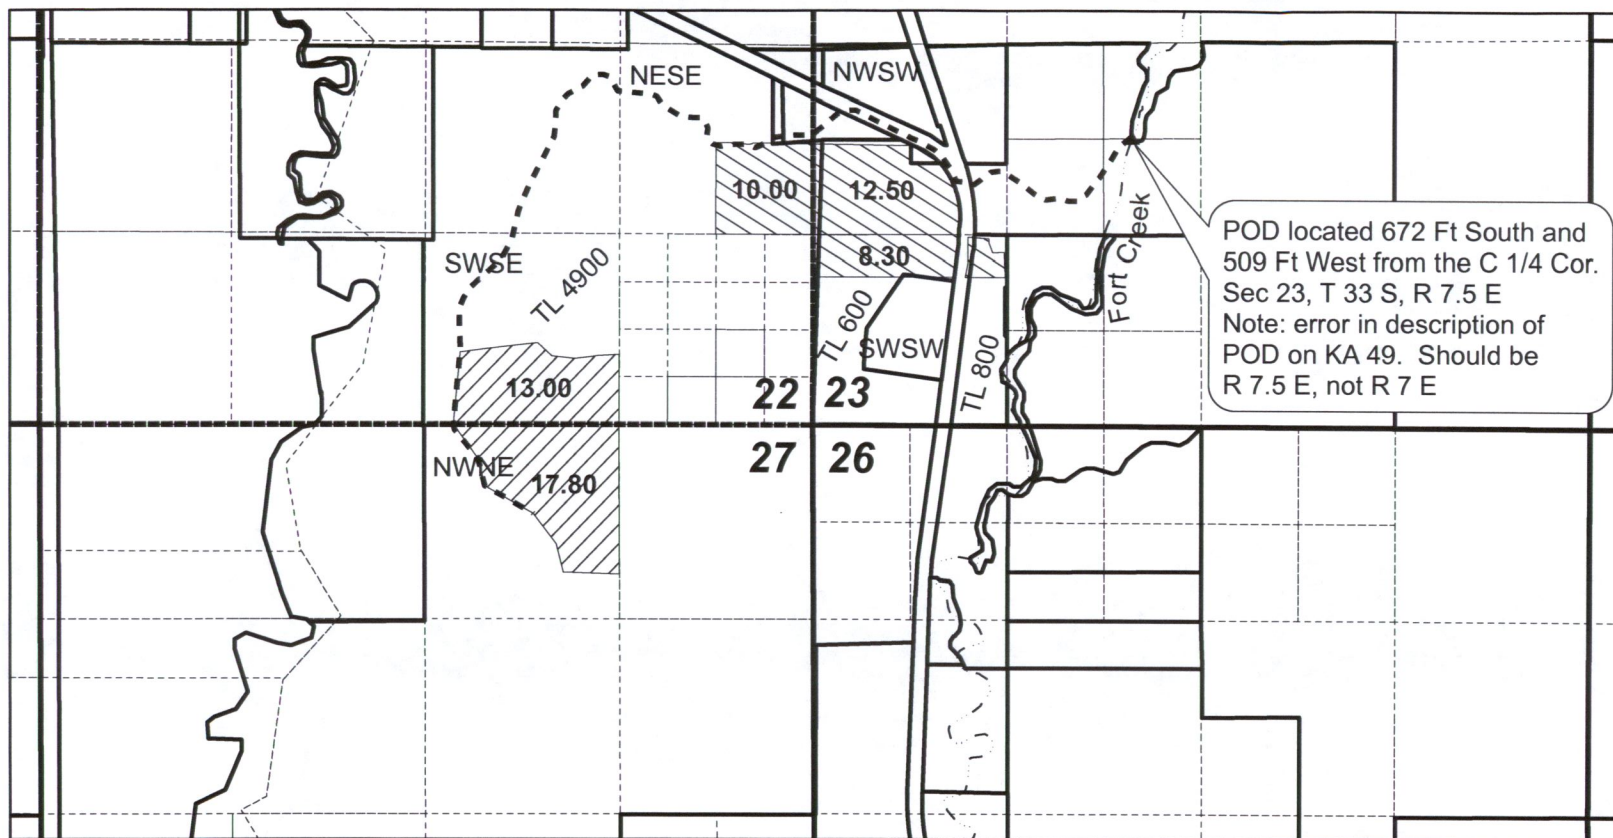 NESE
NWSW
10.00
12.50
8.30
SWSE
TL 4900
TL 600
SWSW
TL 800
Fort Creek
POD located 672 Ft South and
509 Ft West from the C 1/4 Cor.
Sec 23, T 33 S, R 7.5 E
Note: error in description of
POD on KA 49. Should be
R 7.5 E, not R 7 E
13.00
22
23
27
26
NWNE
17.80